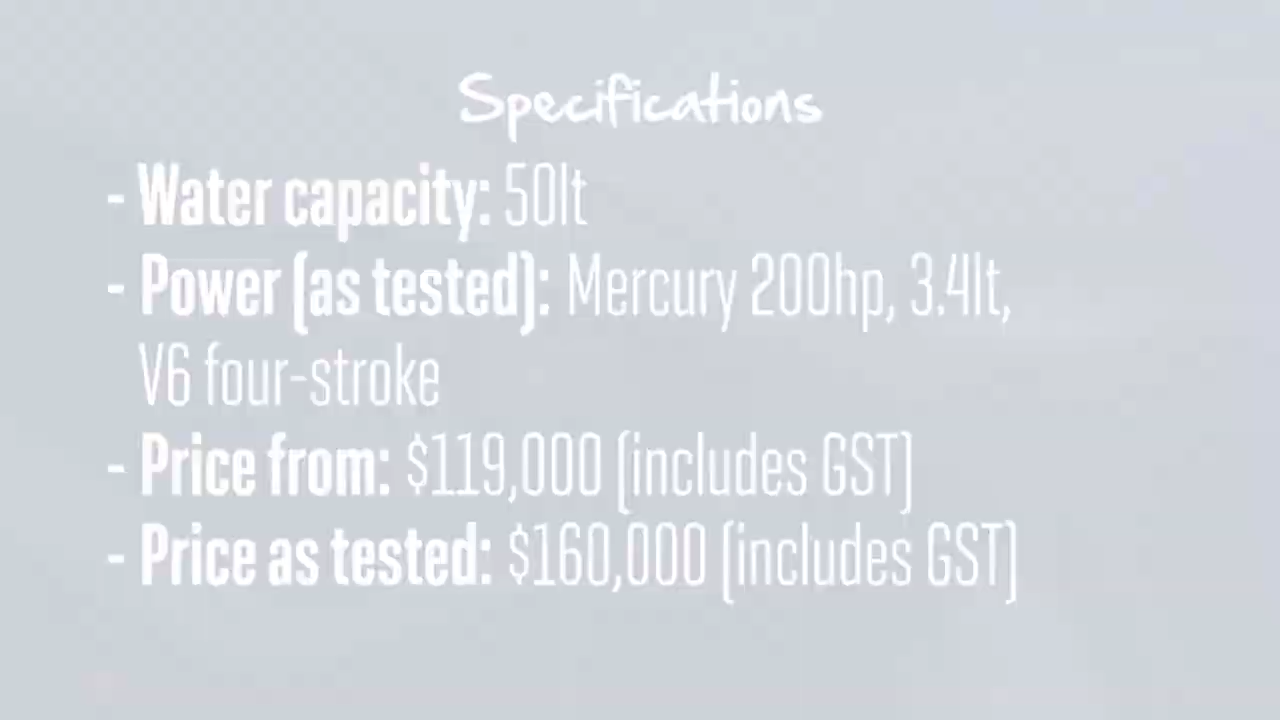 Specifications
- Water capacity: 50lt
- Power (as tested): Mercury 200hp, 3.4lt,
V6 four-stroke
- Price from: $119,000 (includes GST)
- Price as tested: $160,000 (includes GST)